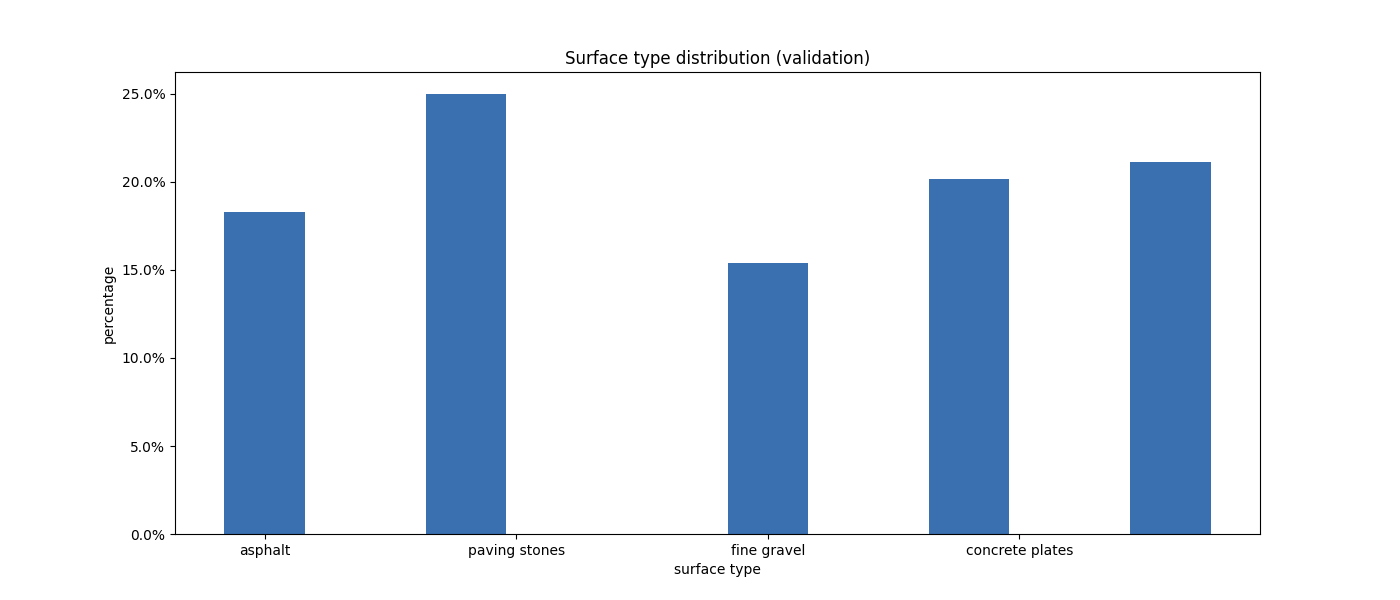 Surface type distribution (validation)
25.0%
20.0%
15.0%
10.0%
5.0%
0.0%
percentage
asphalt
paving stones
fine gravel
concrete plates
surface type